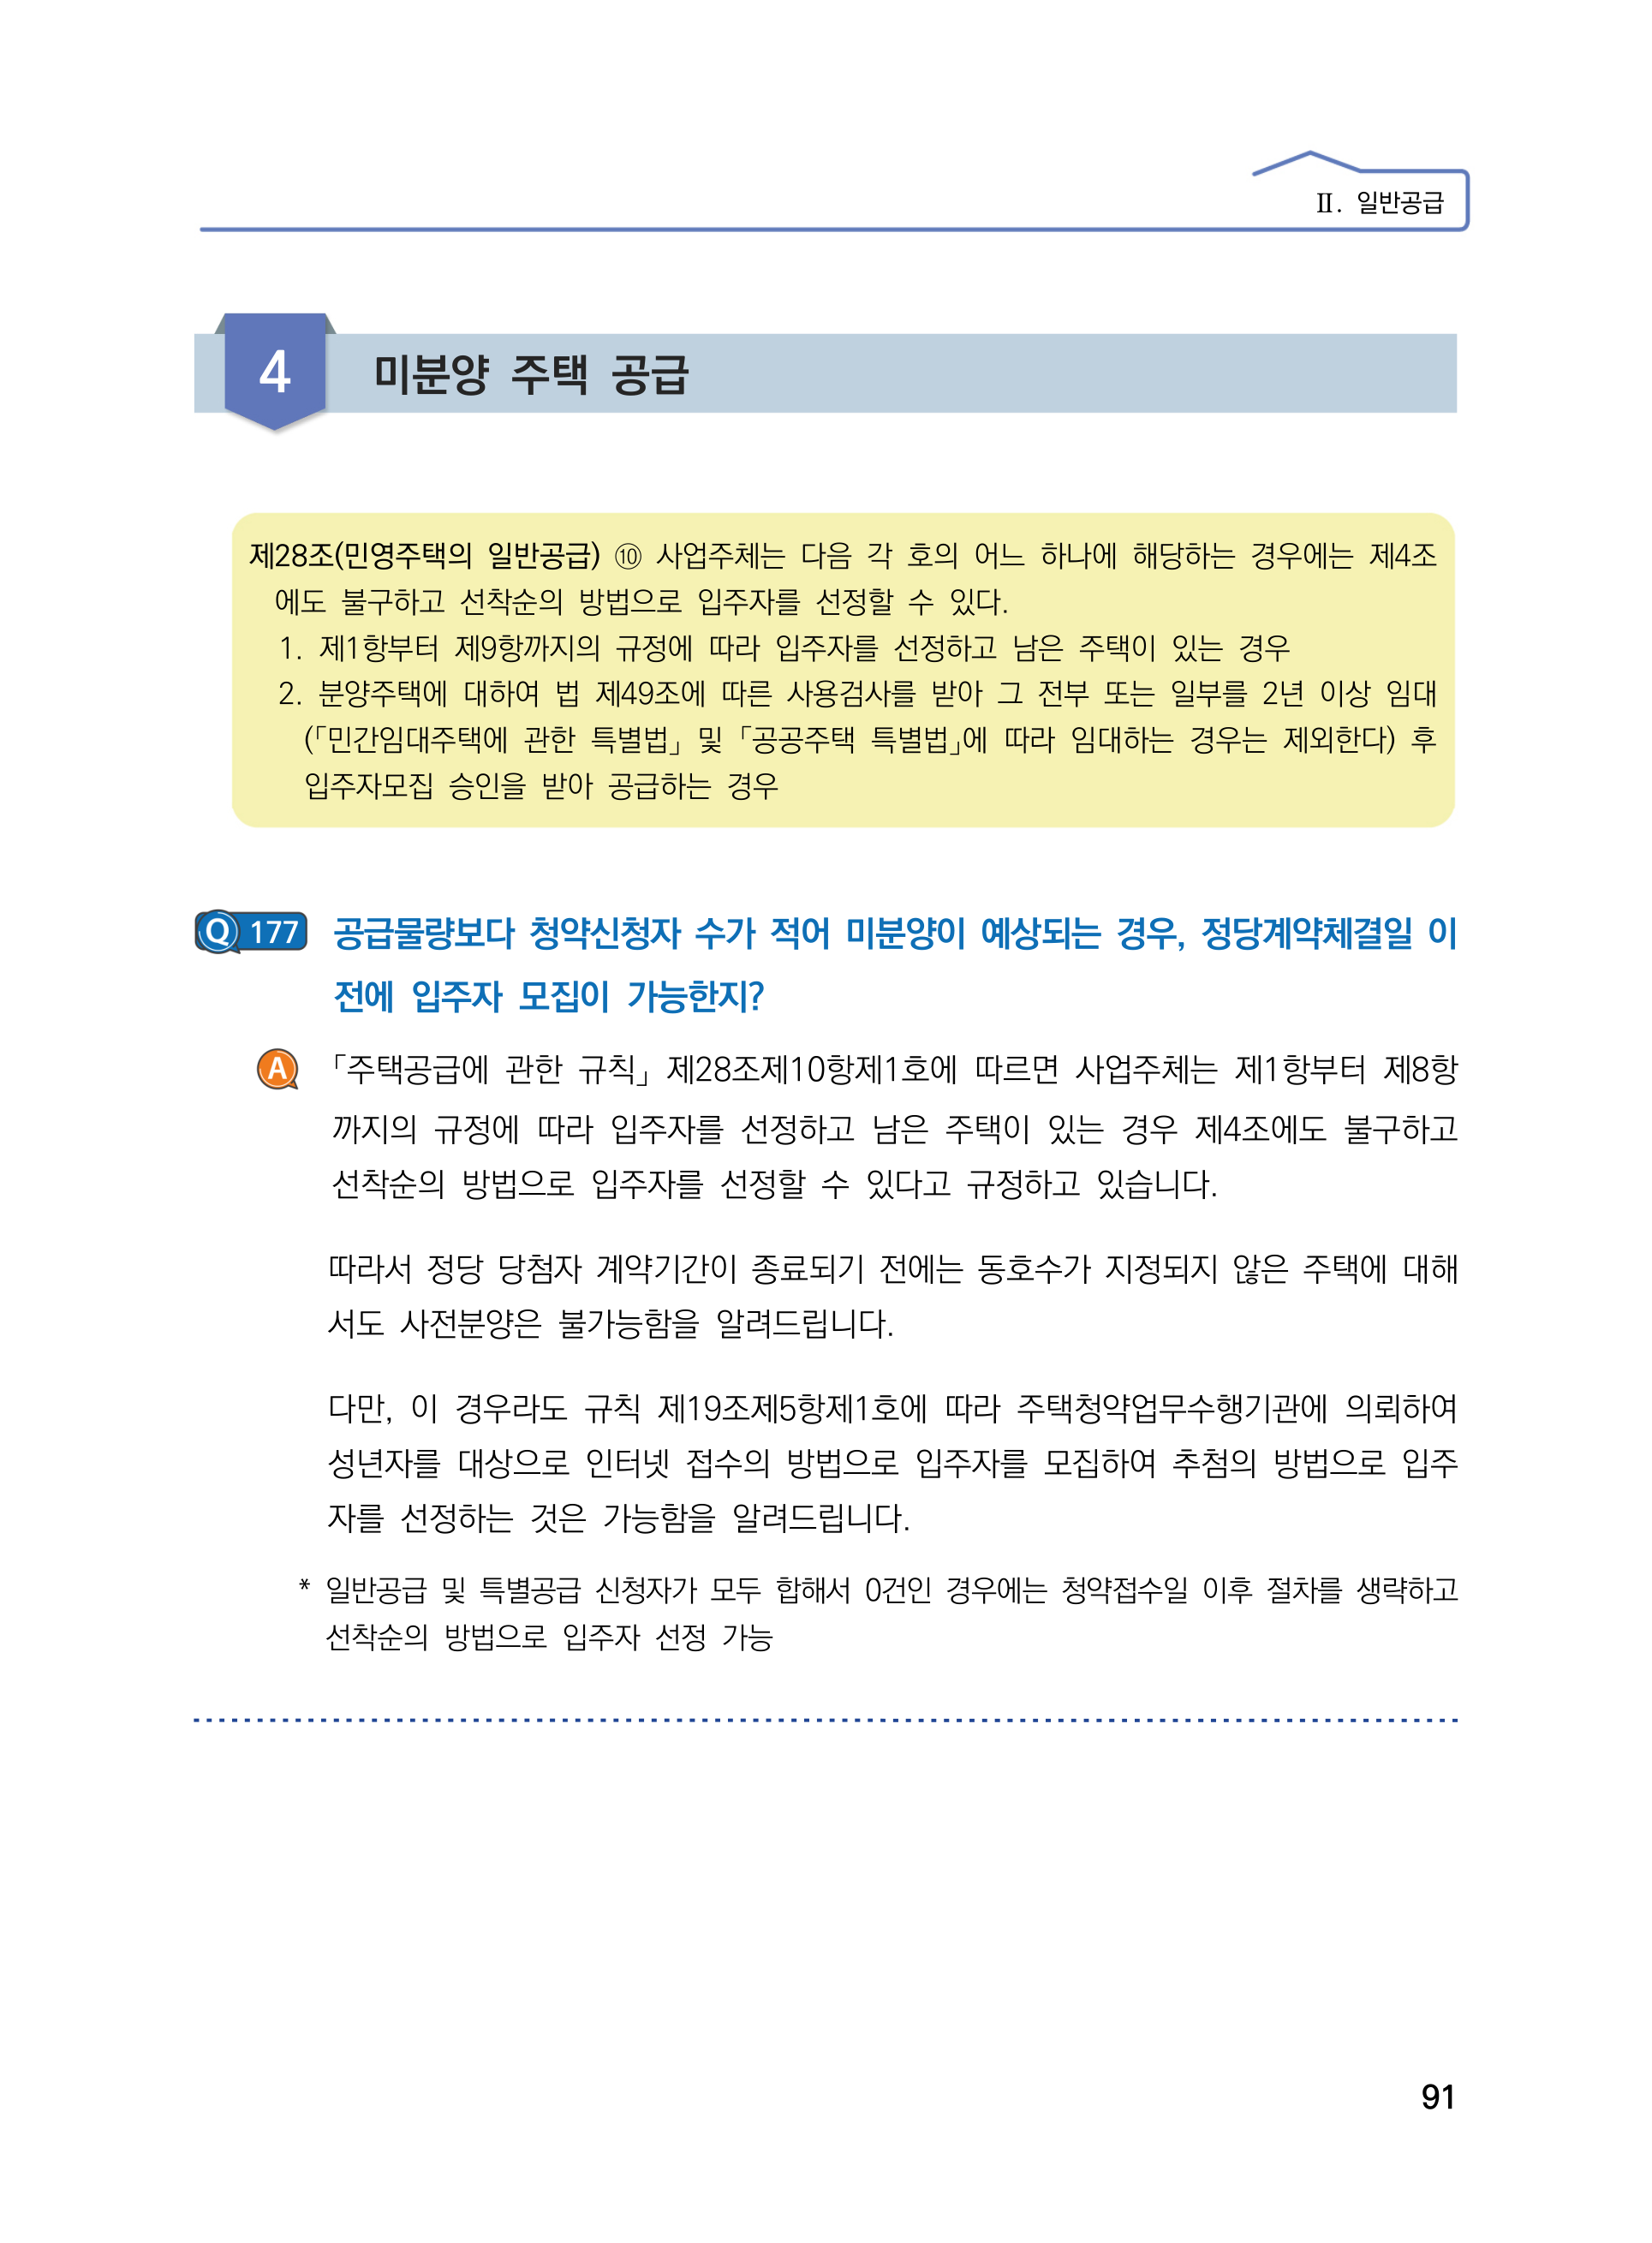 Ⅱ. 일반공급
4 미분양 주택 공급
제28조(민영주택의 일반공급) ⑩ 사업주체는 다음 각 호의 어느 하나에 해당하는 경우에는 제4조
에도 불구하고 선착순의 방법으로 입주자를 선정할 수 있다.
1. 제1항부터 제9항까지의 규정에 따라 입주자를 선정하고 남은 주택이 있는 경우
2. 분양주택에 대하여 법 제49조에 따른 사용검사를 받아 그 전부 또는 일부를 2년 이상 임대
(「민간임대주택에 관한 특별법」 및 「공공주택 특별법」에 따라 임대하는 경우는 제외한다) 후
입주자모집 승인을 받아 공급하는 경우
Q 177 공급물량보다 청약신청자 수가 적어 미분양이 예상되는 경우, 정당계약체결일 이
전에 입주자 모집이 가능한지?
A 「주택공급에 관한 규칙」 제28조제10항제1호에 따르면 사업주체는 제1항부터 제8항
까지의 규정에 따라 입주자를 선정하고 남은 주택이 있는 경우 제4조에도 불구하고
선착순의 방법으로 입주자를 선정할 수 있다고 규정하고 있습니다.
따라서 정당 당첨자 계약기간이 종료되기 전에는 동호수가 지정되지 않은 주택에 대해
서도 사전분양은 불가능함을 알려드립니다.
다만, 이 경우라도 규칙 제19조제5항제1호에 따라 주택청약업무수행기관에 의뢰하여
성년자를 대상으로 인터넷 접수의 방법으로 입주자를 모집하여 추첨의 방법으로 입주
자를 선정하는 것은 가능함을 알려드립니다.
* 일반공급 및 특별공급 신청자가 모두 합해서 0건인 경우에는 청약접수일 이후 절차를 생략하고
선착순의 방법으로 입주자 선정 가능
91